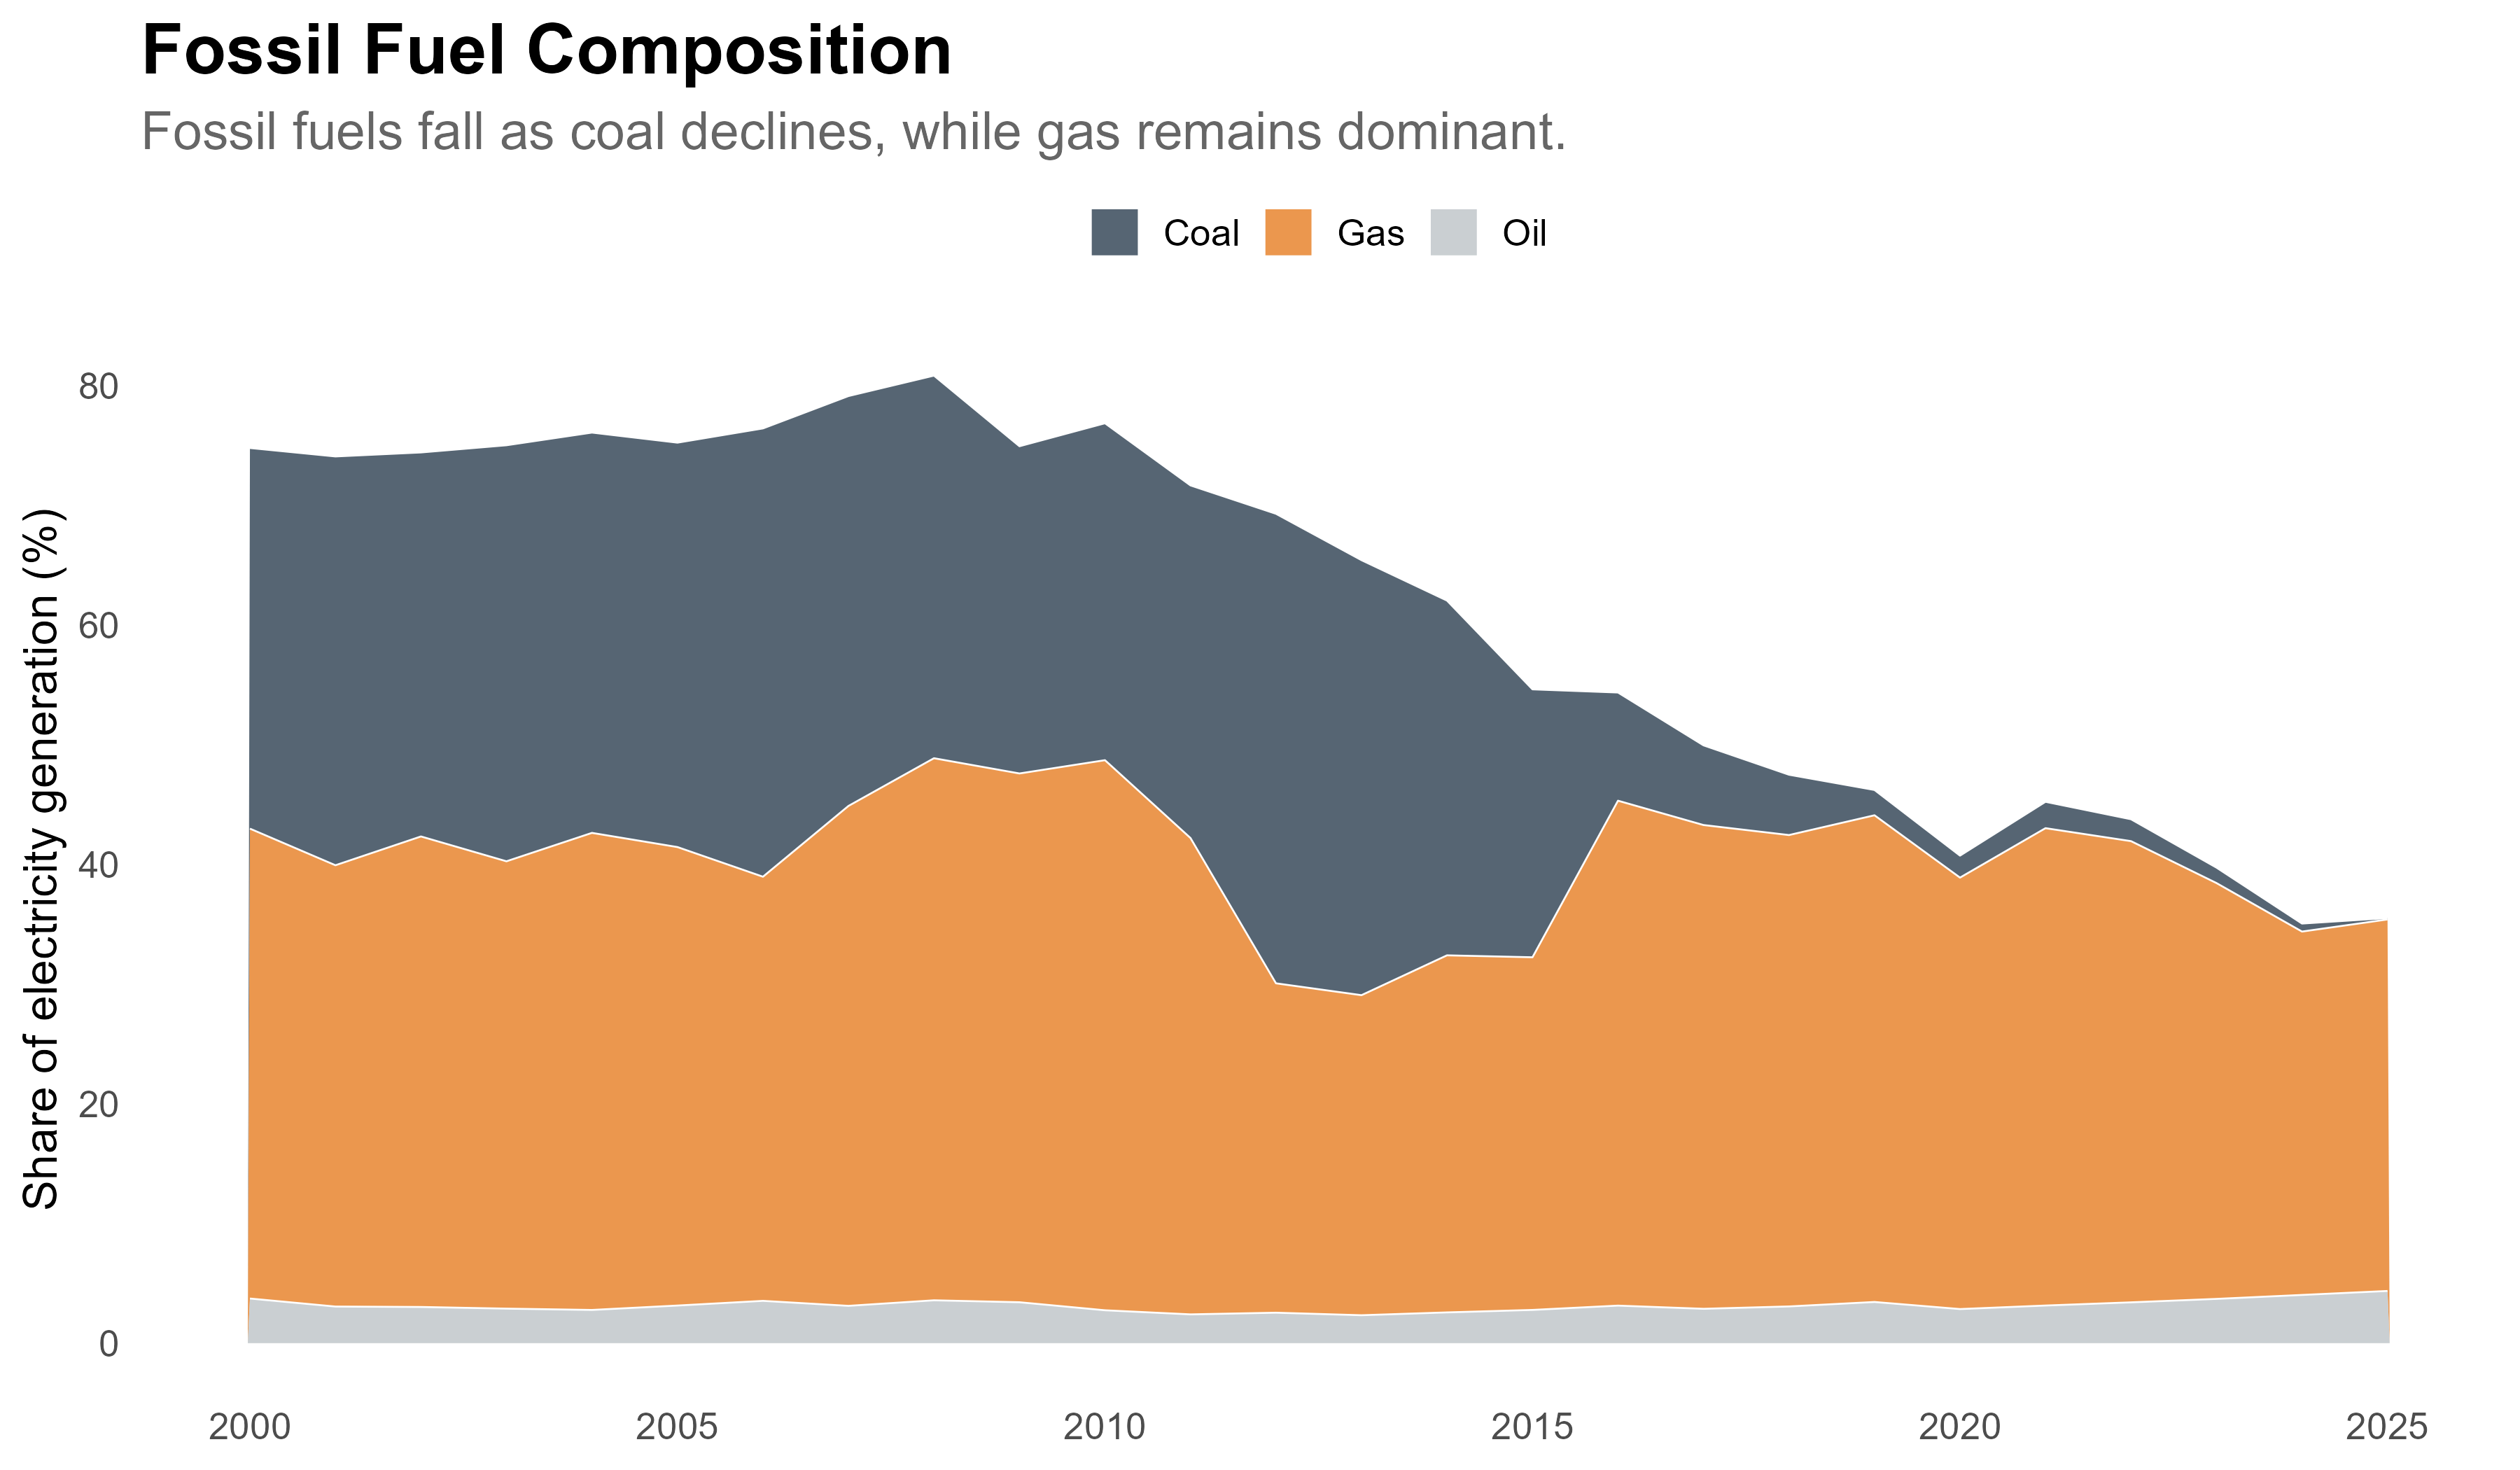 Fossil Fuel Composition
Fossil fuels fall as coal declines, while gas remains dominant.
Coal Gas Oil
Share of electricity generation (%)
80
60
40
20
0
2000 2005 2010 2015 2020 2025